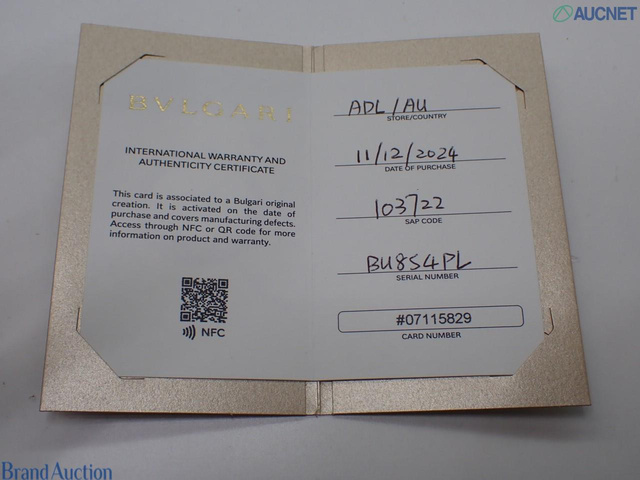 AUCNET
BVLGARI
INTERNATIONAL WARRANTY AND
AUTHENTICITY CERTIFICATE
This card is associated to a Bulgari original
creation. It is activated on the date of
purchase and covers manufacturing defects.
Access through NFC or QR code for more
information on product and warranty.
NFC
ADL/AU
STORE/COUNTRY
11/12/2024
DATE OF PURCHASE
103722
SAP CODE
BU854PL
SERIAL NUMBER
#07115829
CARD NUMBER
Brand Auction